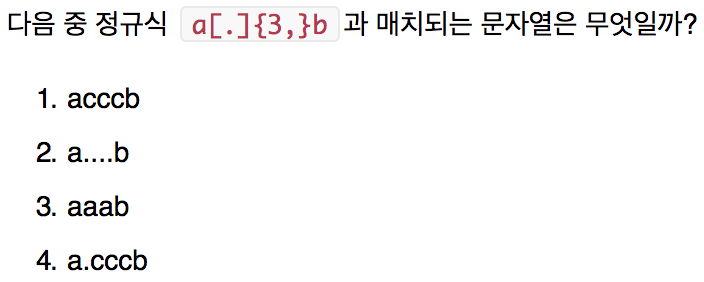 다음 중 정규식 a[.]{3,}b 과 매치되는 문자열은 무엇일까?
1. acccb
2. a....b
3. aaab
4. a.cccb